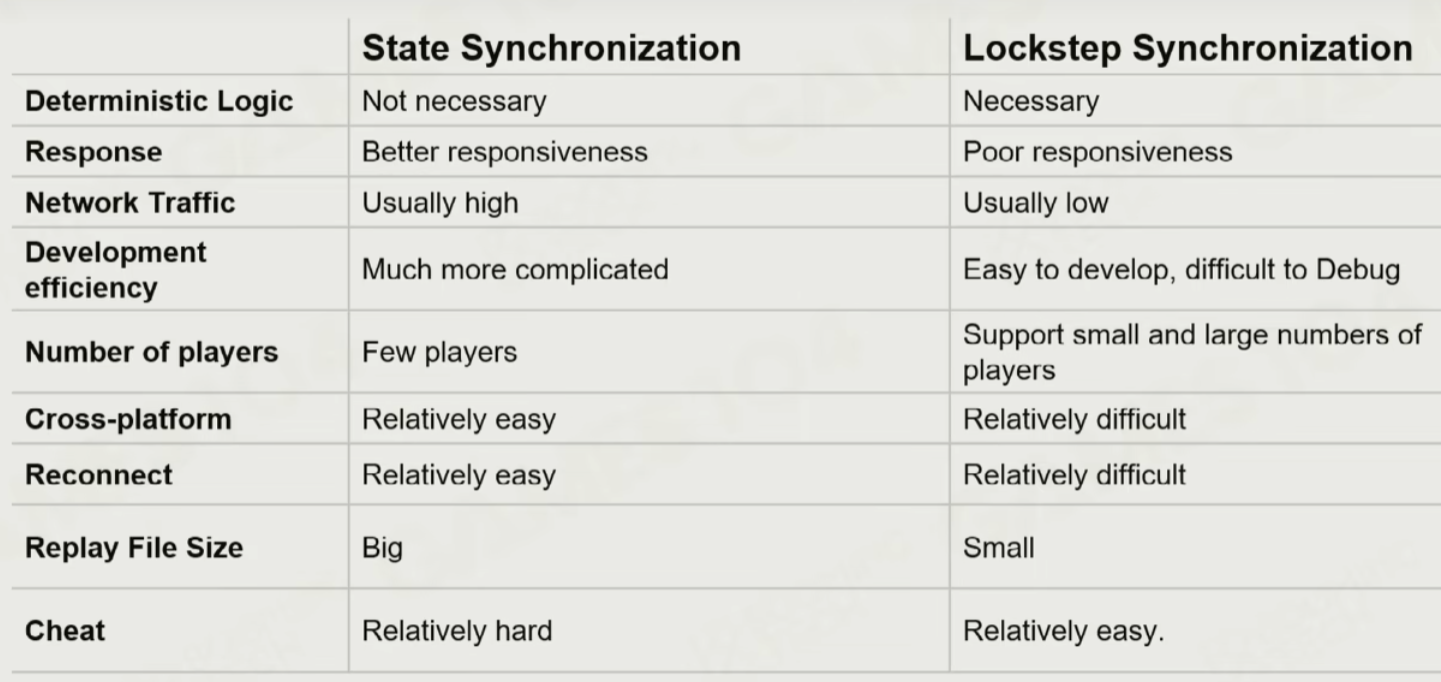 State Synchronization Lockstep Synchronization
Deterministic Logic Not necessary Necessary
Response Better responsiveness Poor responsiveness
Network Traffic Usually high Usually low
Development
efficiency Much more complicated Easy to develop, difficult to Debug
Number of players Few players Support small and large numbers of
players
Cross-platform Relatively easy Relatively difficult
Reconnect Relatively easy Relatively difficult
Replay File Size Big Small
Cheat Relatively hard Relatively easy.